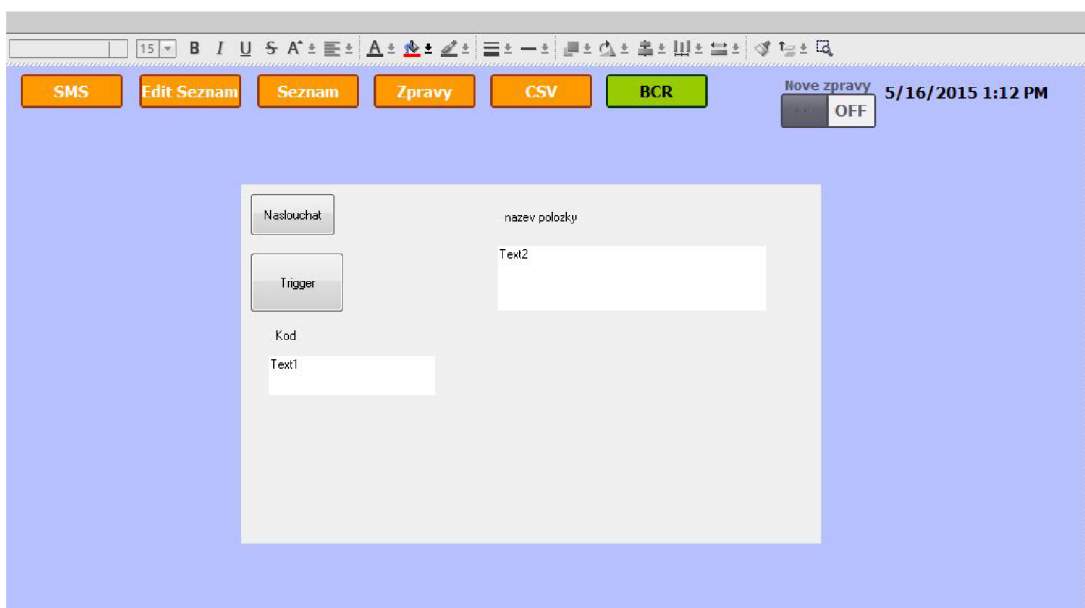 15 B I U S A A
SMS Edit Seznam Seznam Zpravy CSV BCR Nove zpravy 5/16/2015 1:12 PM
OFF
Naslouchat
nazev polozky
Text2
Trigger
Kod
Text1